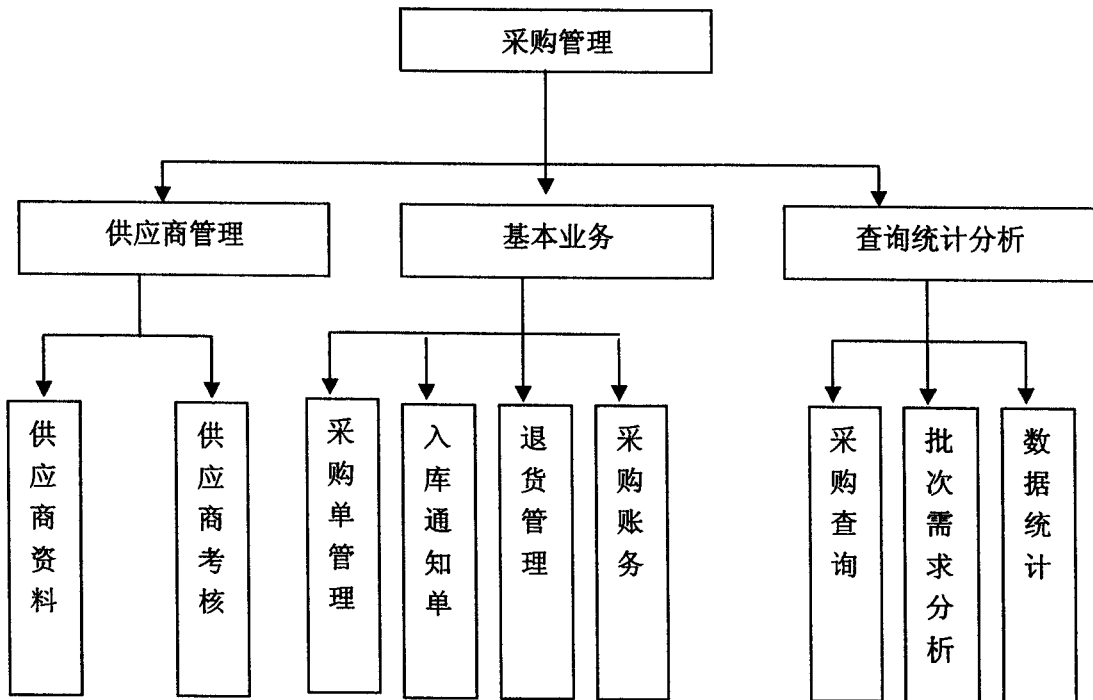 采购管理
供应商管理
基本业务
查询统计分析
供应商资料
供应商考核
采购单管理
入库通知单
退货管理
采购账务
采购查询
批次需求分析
数据统计